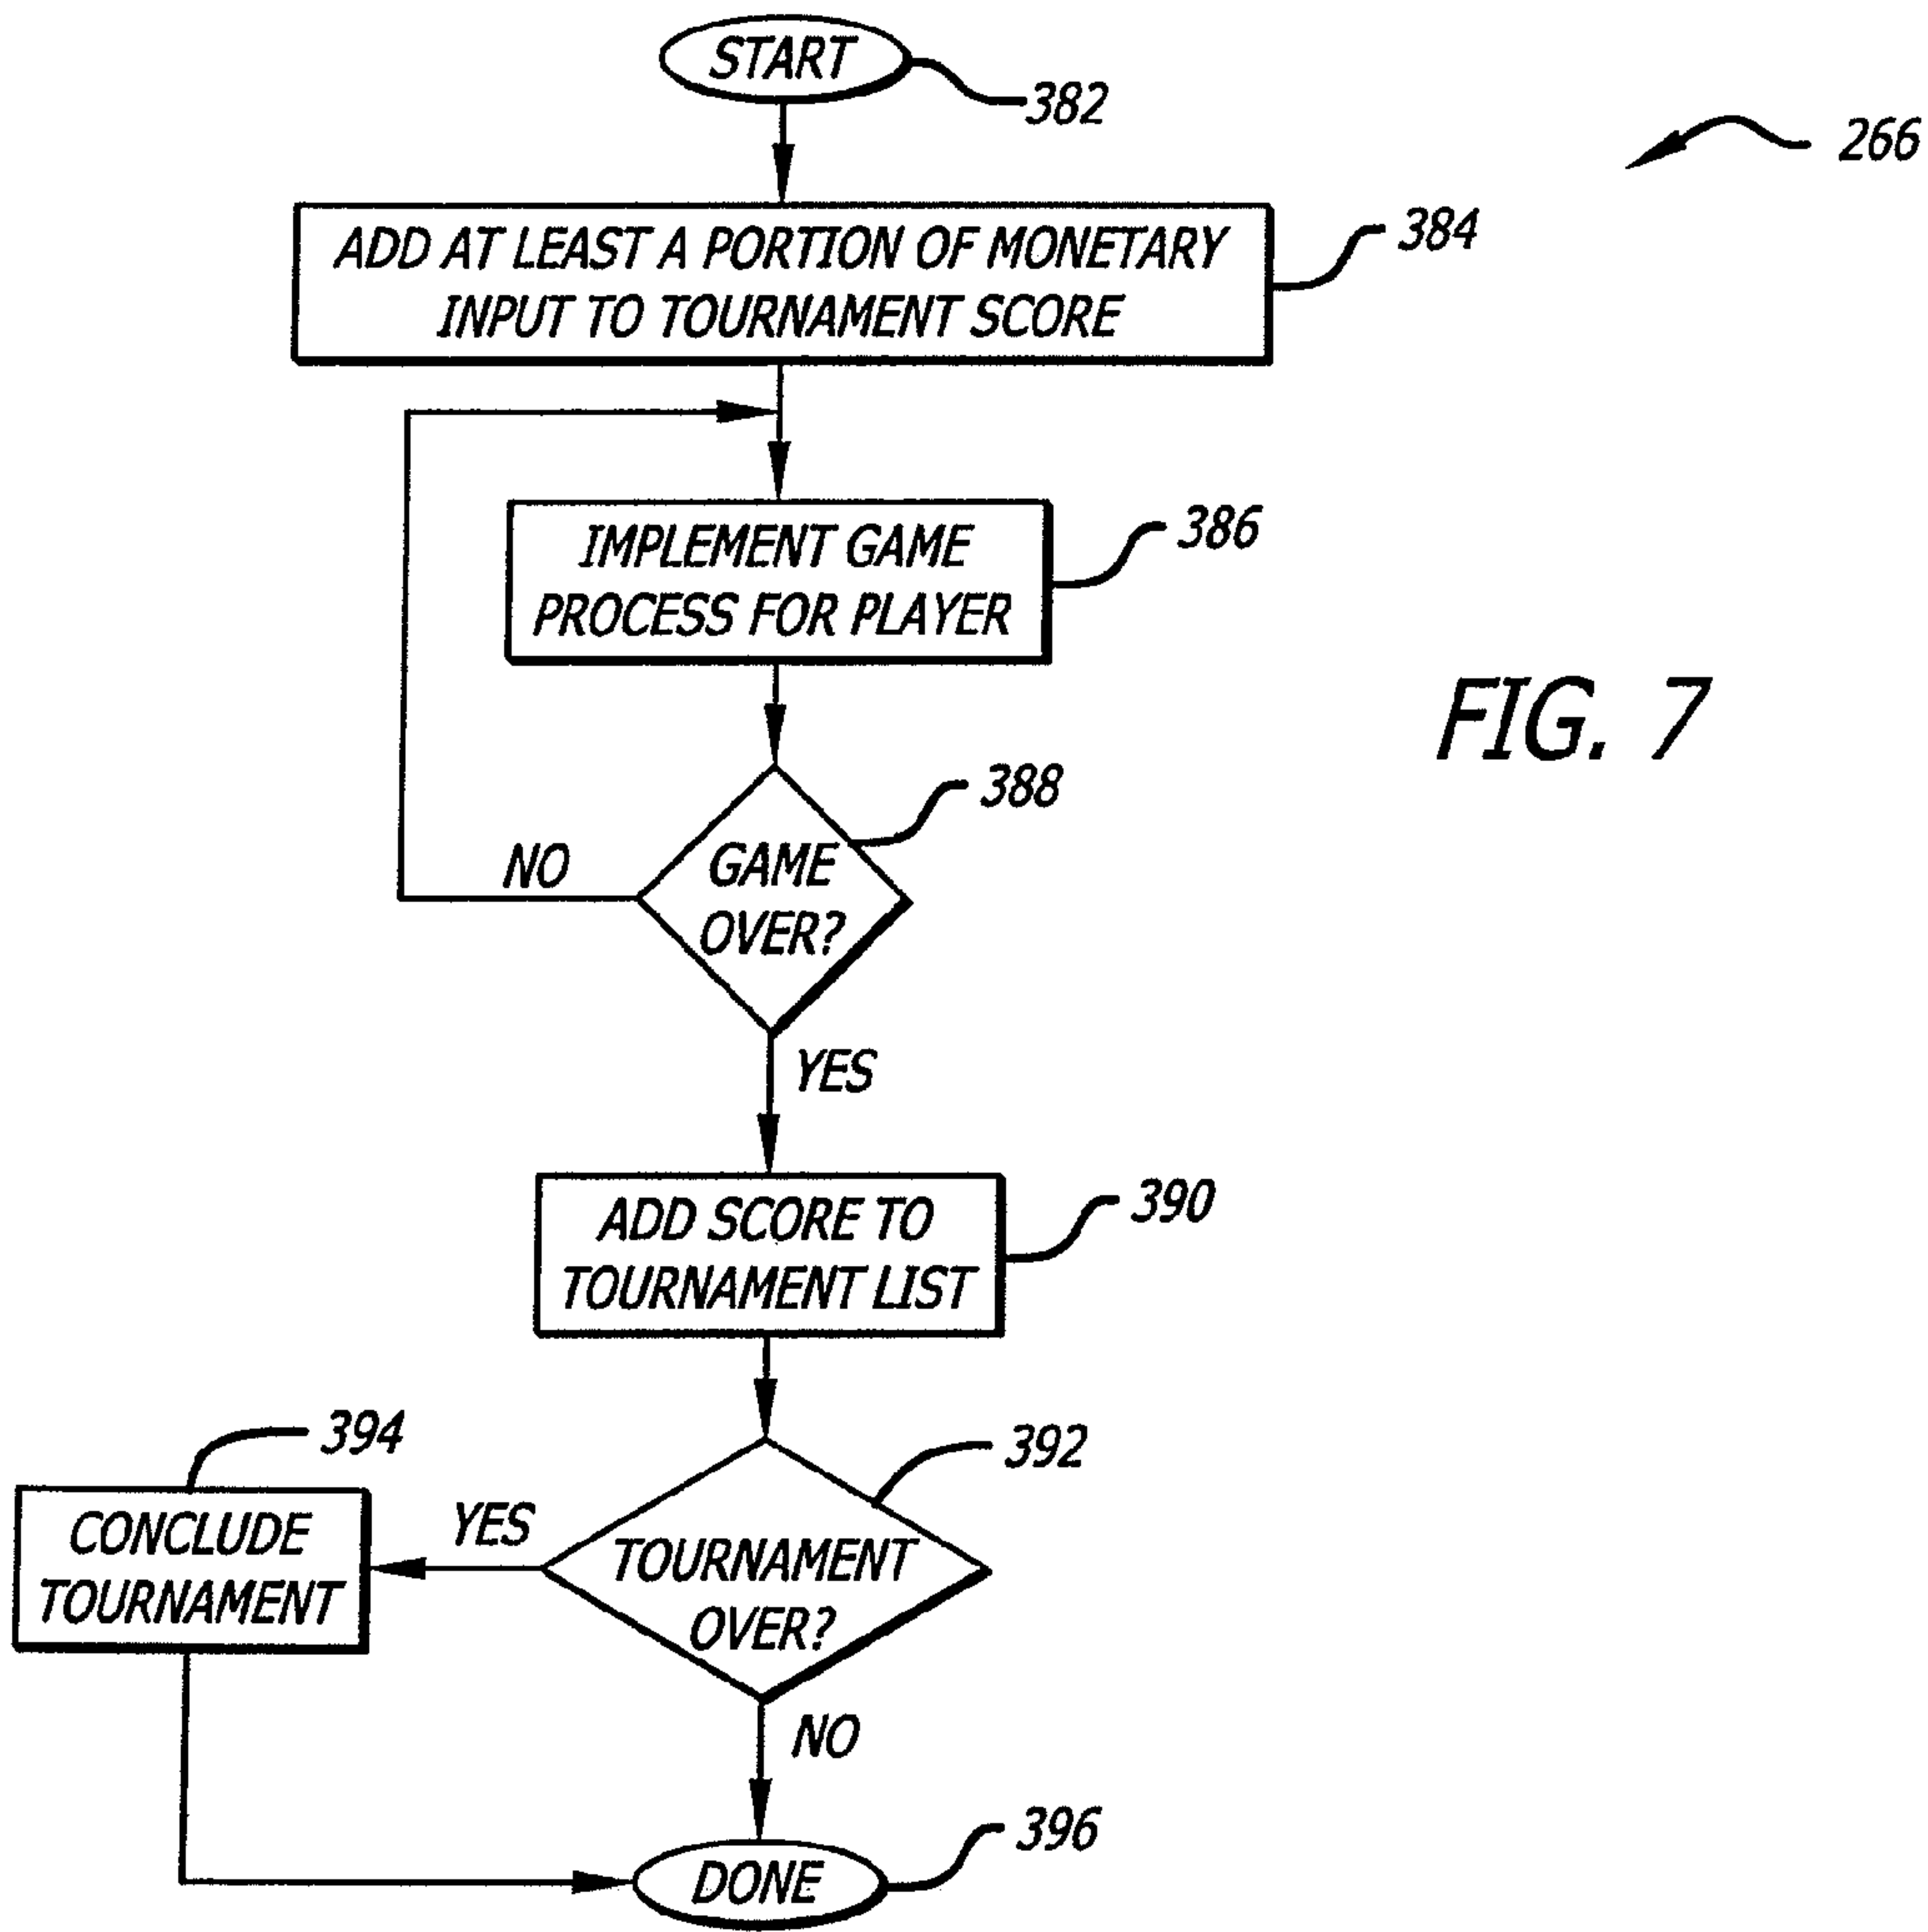 START
382
266
ADD AT LEAST A PORTION OF MONETARY
INPUT TO TOURNAMENT SCORE
384
IMPLEMENT GAME
PROCESS FOR PLAYER
386
FIG. 7
388
GAME
OVER?
NO
YES
ADD SCORE TO
TOURNAMENT LIST
390
394
392
CONCLUDE
TOURNAMENT
YES
TOURNAMENT
OVER?
NO
396
DONE